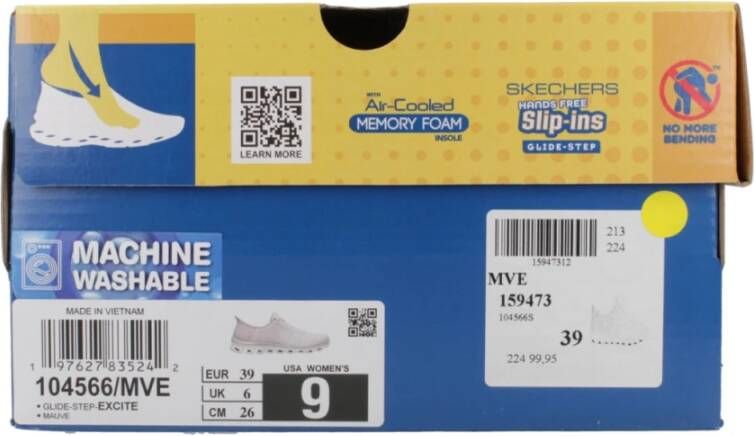 LEARN MORE
WITH
Air-Cooled
MEMORY FOAM
INSOLE
SKECHERS
HANDS FREE
Slip-ins
GLIDE-STEP
TM
NO MORE
BENDING
MACHINE
WASHABLE
MADE IN VIETNAM
1 97627 83524 2
104566/MVE
• GLIDE-STEP-EXCITE
• MAUVE
EUR 39
UK 6
CM 26
USA WOMEN'S
9
15947312
213
224
MVE
159473
104566S
39
224 99,95